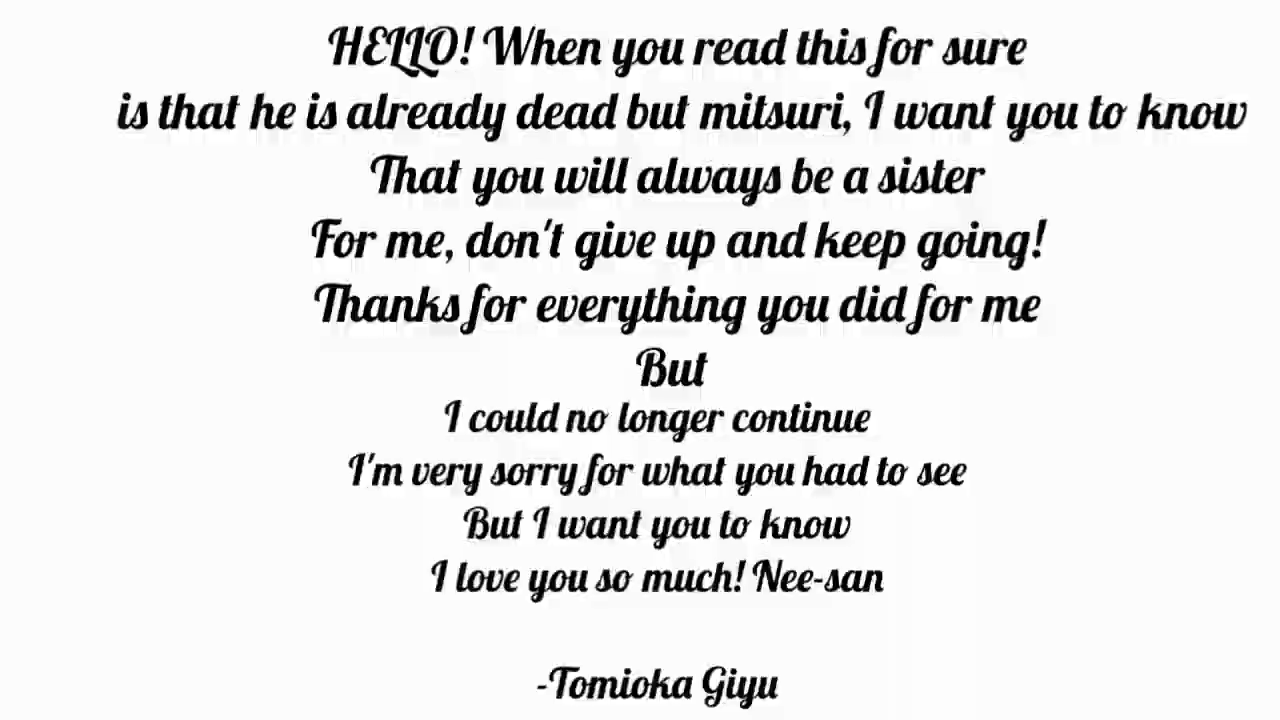 HELLO! When you read this for sure
is that he is already dead but mitsuri, I want you to know
That you will always be a sister
For me, don't give up and keep going!
Thanks for everything you did for me
But
I could no longer continue
I'm very sorry for what you had to see
But I want you to know
I love you so much! Nee-san
-Tomioka Giyu